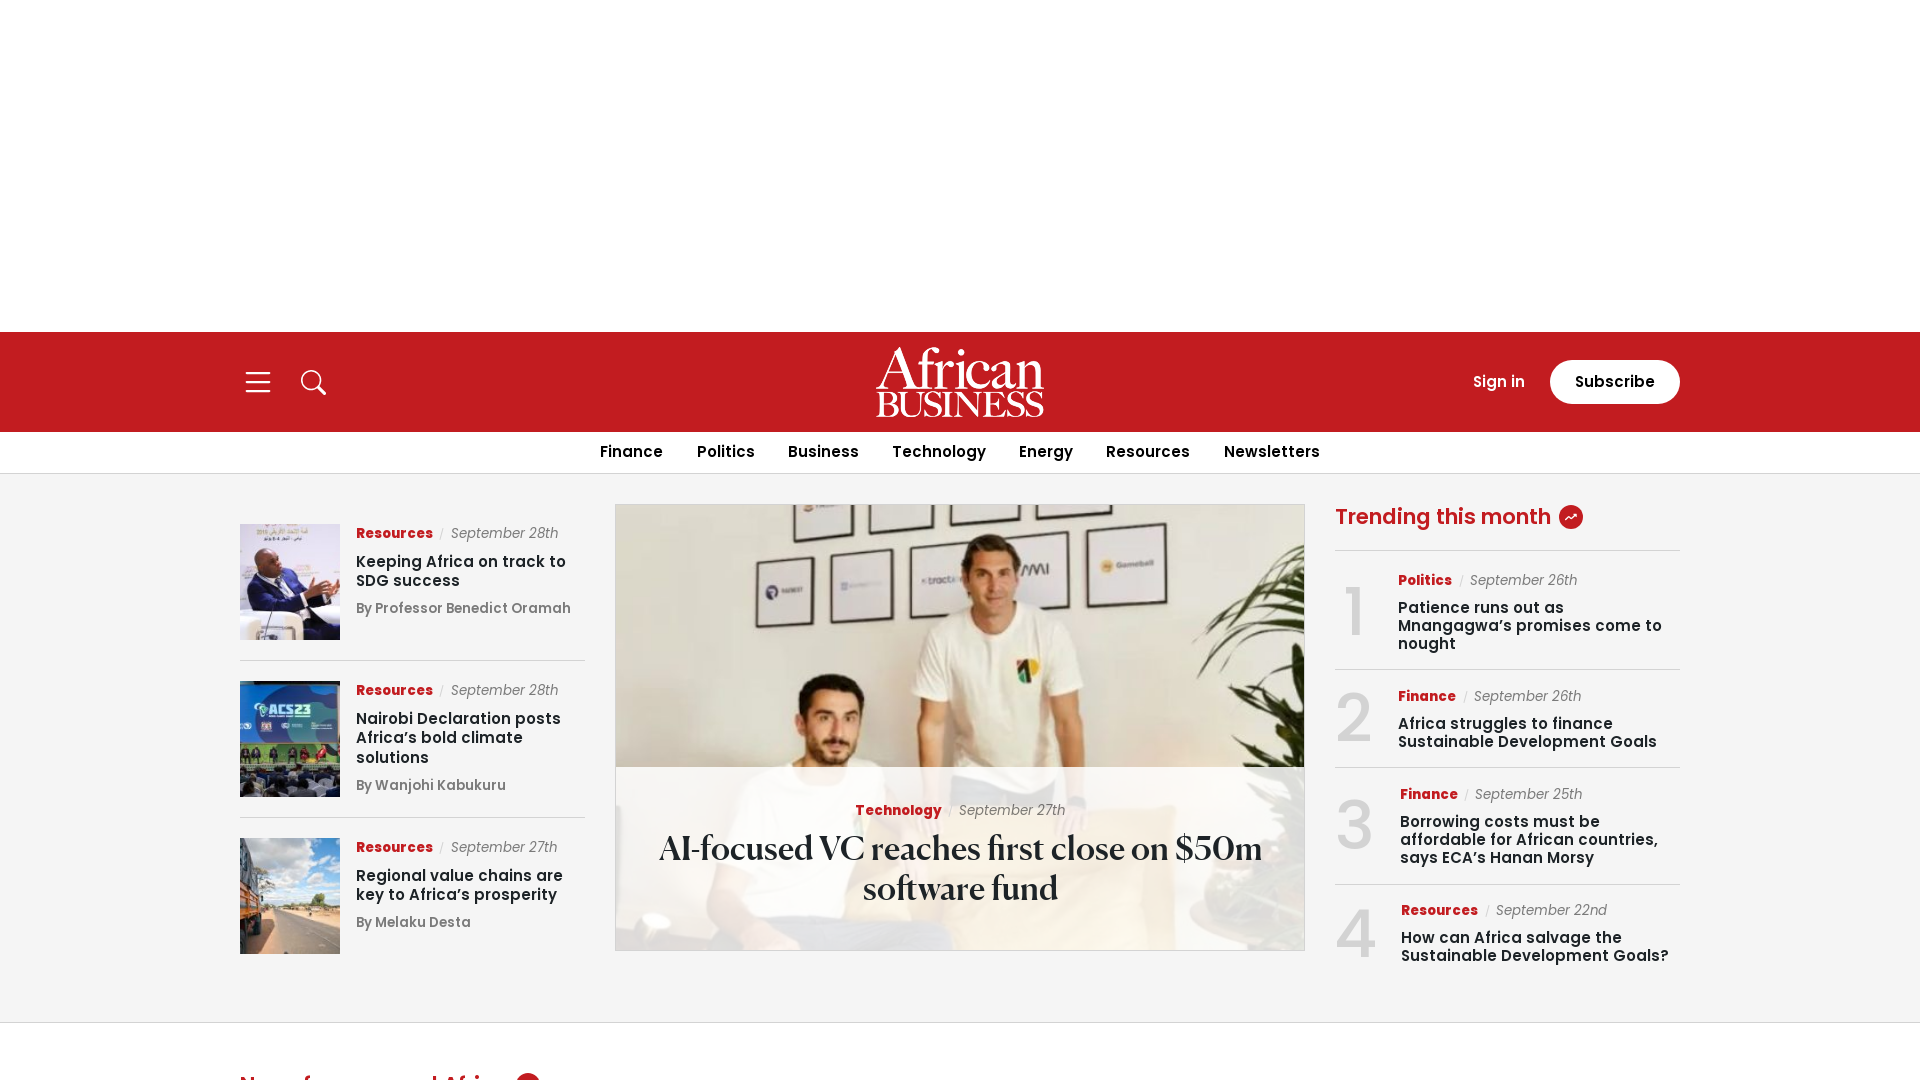 African
BUSINESS
Sign in
Subscribe
Finance
Politics
Business
Technology
Energy
Resources
Newsletters
Resources / September 28th
Keeping Africa on track to
SDG success
By Professor Benedict Oramah
ACS23
Resources / September 28th
Nairobi Declaration posts
Africa’s bold climate
solutions
By Wanjohi Kabukuru
Resources / September 27th
Regional value chains are
key to Africa’s prosperity
By Melaku Desta
Gameball
Technology / September 27th
AI-focused VC reaches first close on $50m
software fund
Trending this month
1
Politics / September 26th
Patience runs out as
Mnangagwa’s promises come to
nought
2
Finance / September 26th
Africa struggles to finance
Sustainable Development Goals
3
Finance / September 25th
Borrowing costs must be
affordable for African countries,
says ECA’s Hanan Morsy
4
Resources / September 22nd
How can Africa salvage the
Sustainable Development Goals?